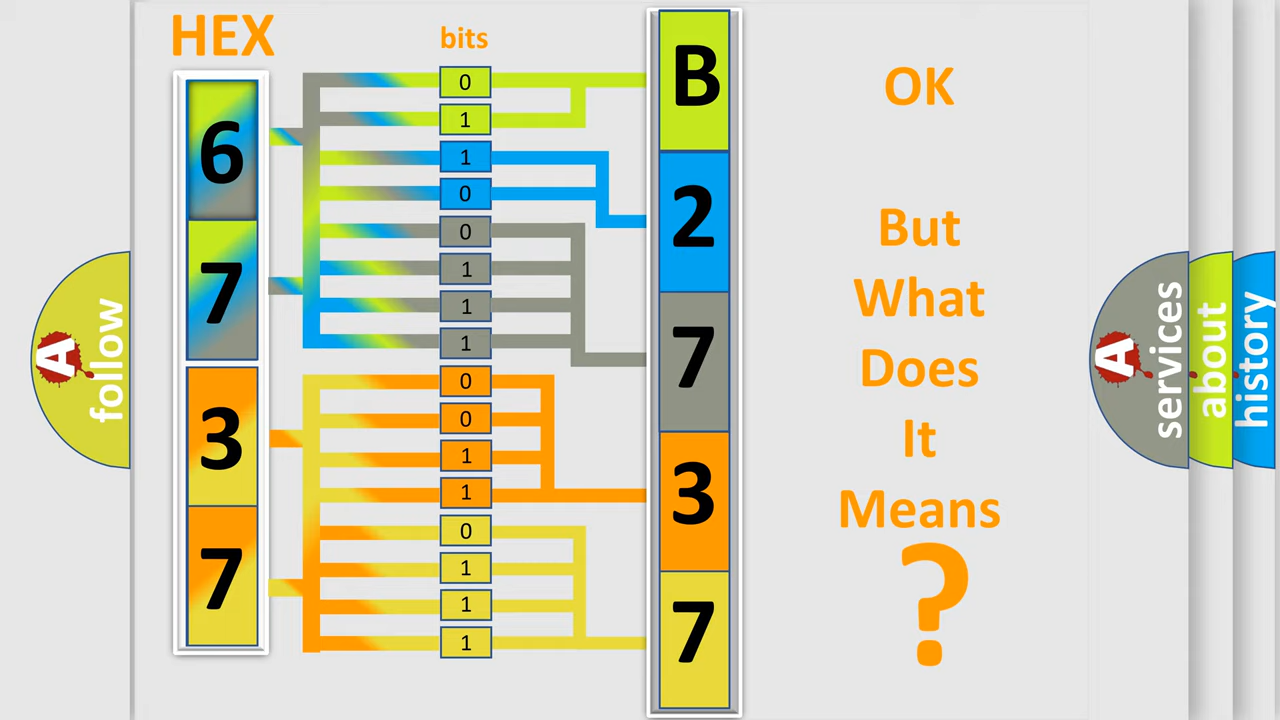 HEX
bits
6
7
3
7
0
1
1
0
0
1
1
1
0
0
1
1
0
1
1
1
B
2
7
3
7
OK
But
What
Does
It
Means
?
A
follow
A
services
about
history